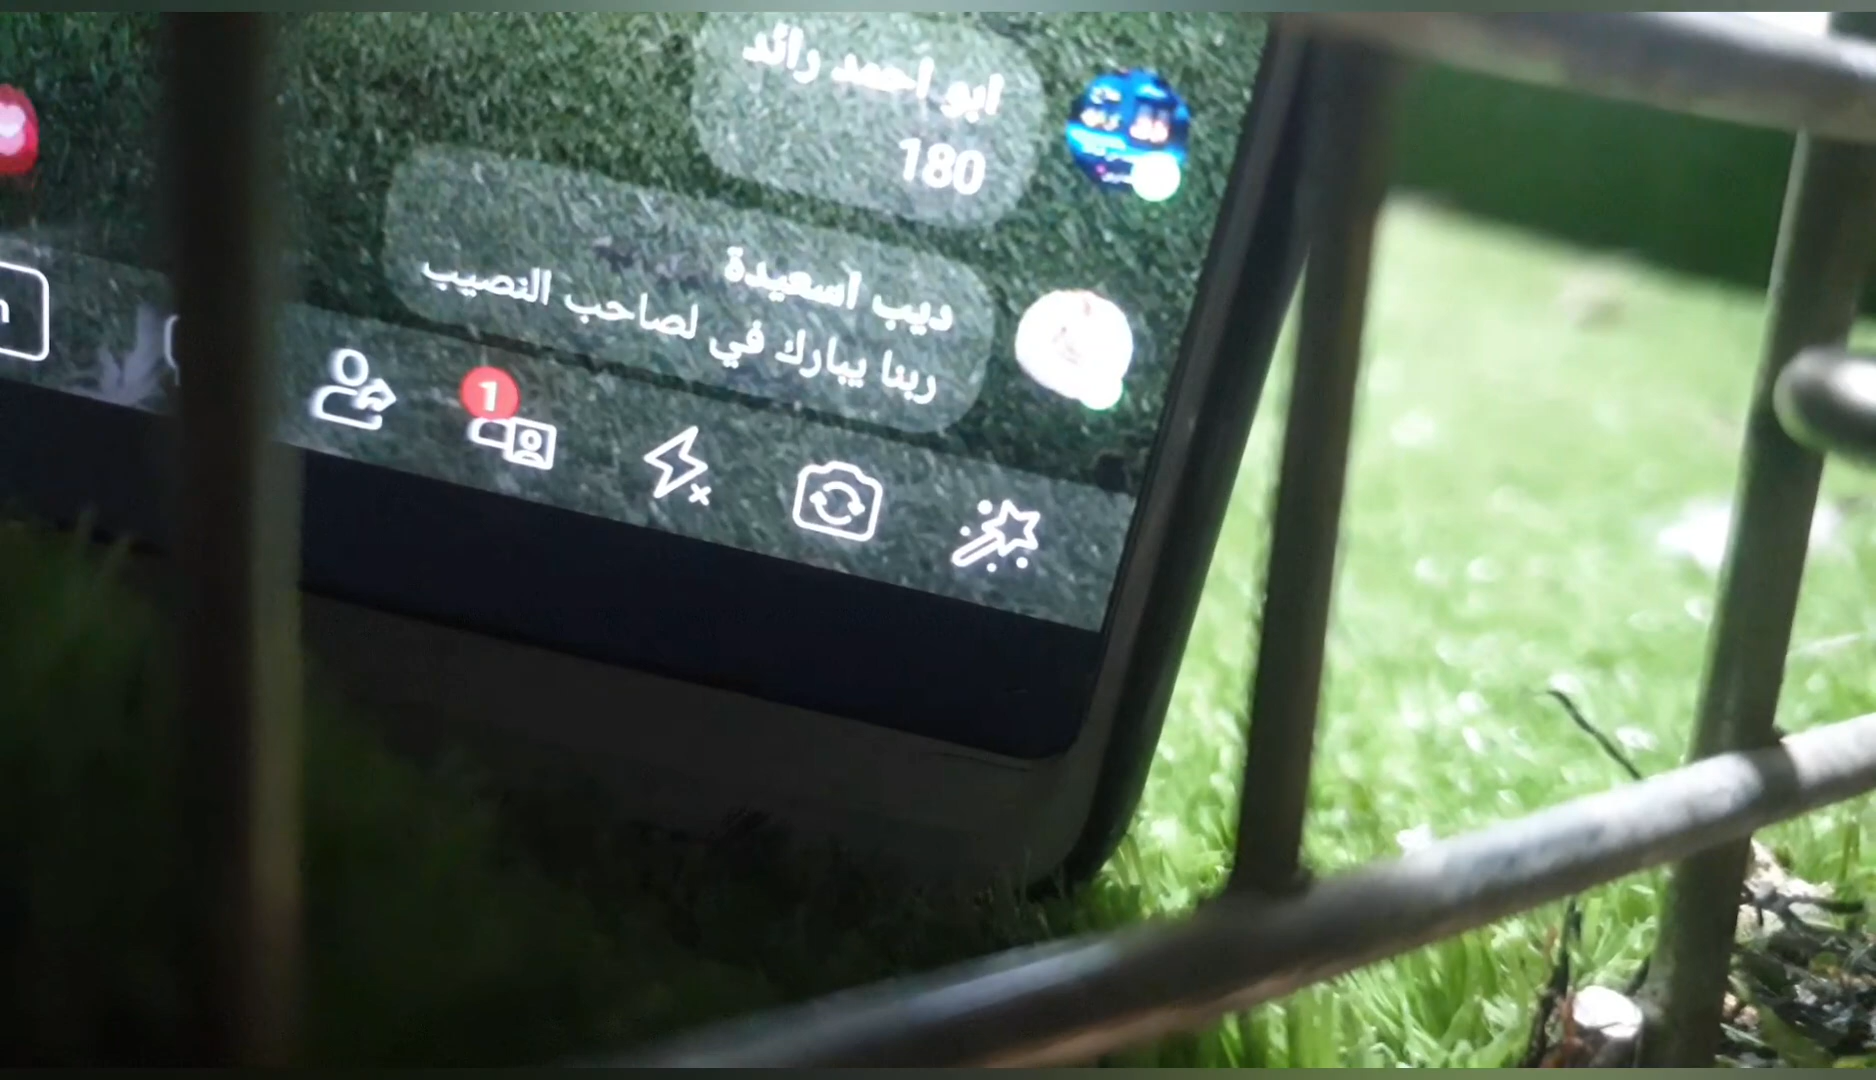 ابو احمد رائد
180
ديب اسعيدة
ربنا يبارك في لصاحب النصيب
1